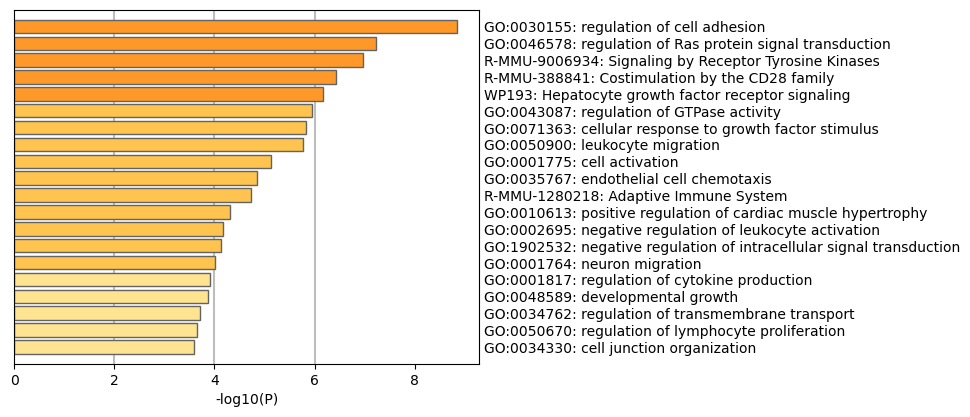 GO:0030155: regulation of cell adhesion
GO:0046578: regulation of Ras protein signal transduction
R-MMU-9006934: Signaling by Receptor Tyrosine Kinases
R-MMU-388841: Costimulation by the CD28 family
WP193: Hepatocyte growth factor receptor signaling
GO:0043087: regulation of GTPase activity
GO:0071363: cellular response to growth factor stimulus
GO:0050900: leukocyte migration
GO:0001775: cell activation
GO:0035767: endothelial cell chemotaxis
R-MMU-1280218: Adaptive Immune System
GO:0010613: positive regulation of cardiac muscle hypertrophy
GO:0002695: negative regulation of leukocyte activation
GO:1902532: negative regulation of intracellular signal transduction
GO:0001764: neuron migration
GO:0001817: regulation of cytokine production
GO:0048589: developmental growth
GO:0034762: regulation of transmembrane transport
GO:0050670: regulation of lymphocyte proliferation
GO:0034330: cell junction organization
0 2 4 6 8
-log10(P)